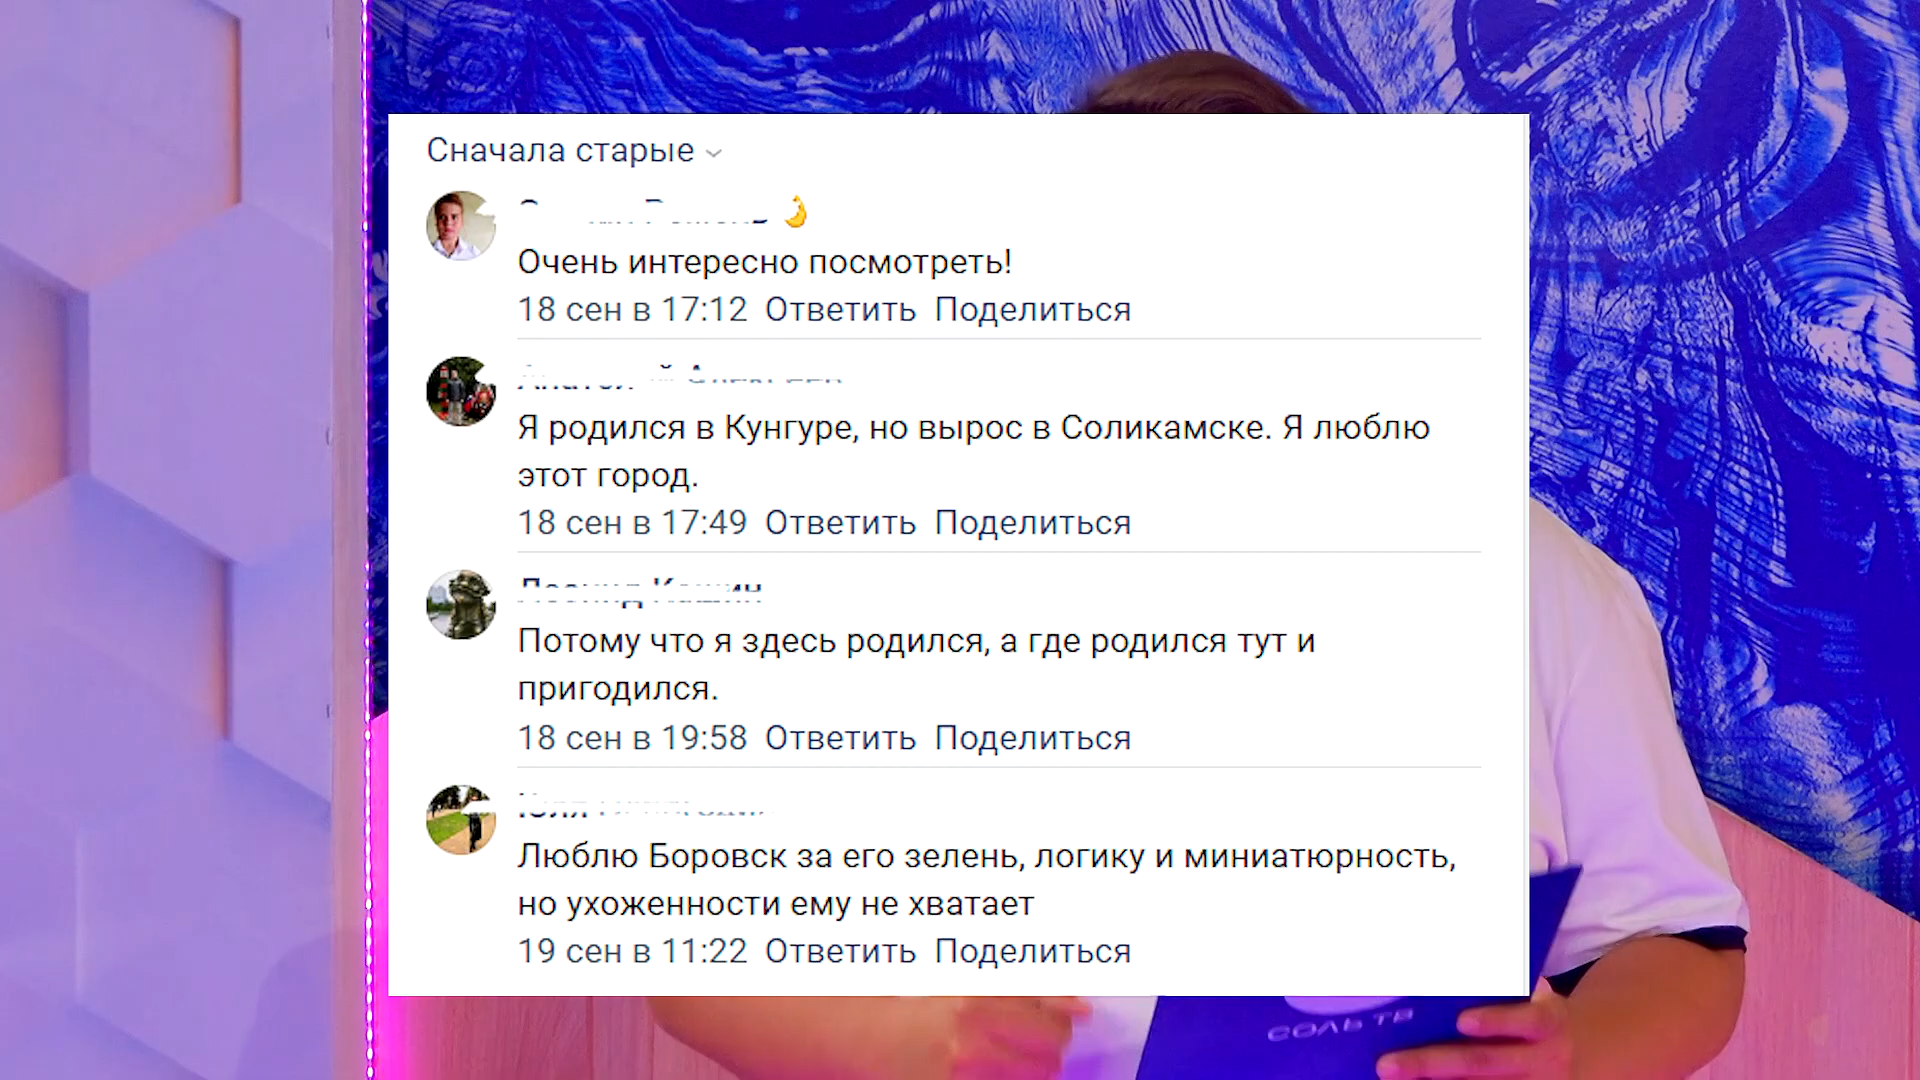 Сначала старые
Очень интересно посмотреть!
18 сен в 17:12 Ответить Поделиться
Я родился в Кунгуре, но вырос в Соликамске. Я люблю
этот город.
18 сен в 17:49 Ответить Поделиться
Потому что я здесь родился, а где родился тут и
пригодился.
18 сен в 19:58 Ответить Поделиться
Люблю Боровск за его зелень, логику и миниатюрность,
но ухоженности ему не хватает
19 сен в 11:22 Ответить Поделиться
СОЛЬ ТВ